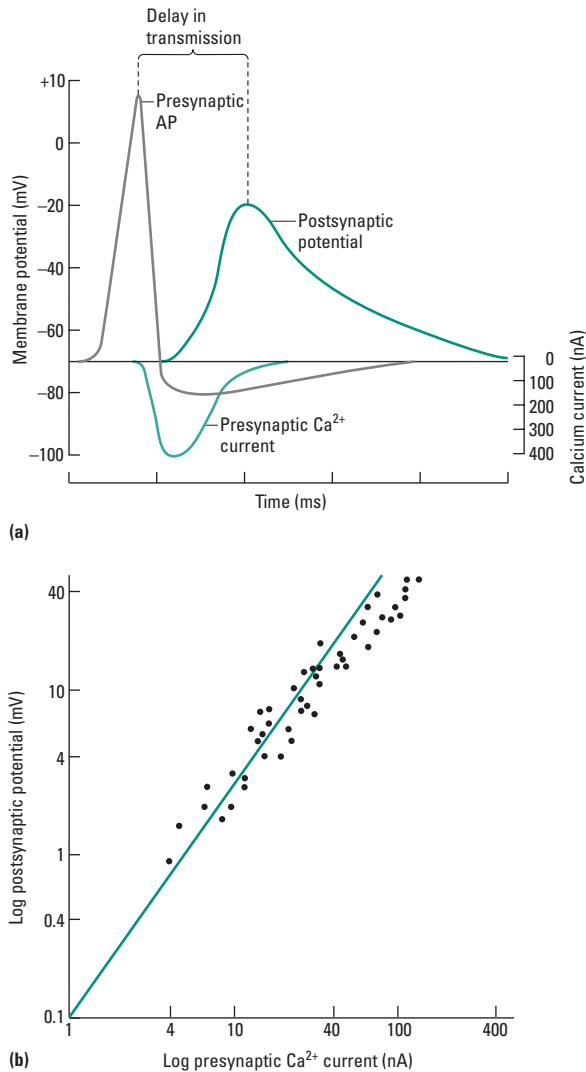 Delay in
transmission
+10
0
–20
–40
–60
–80
–100
Membrane potential (mV)
Presynaptic
AP
Postsynaptic
potential
Presynaptic Ca²⁺
current
0
100
200
300
400
Calcium current (nA)
Time (ms)
(a)
40
10
4
1
0.4
0.1
Log postsynaptic potential (mV)
1
4
10
40
100
400
(b)
Log presynaptic Ca²⁺ current (nA)